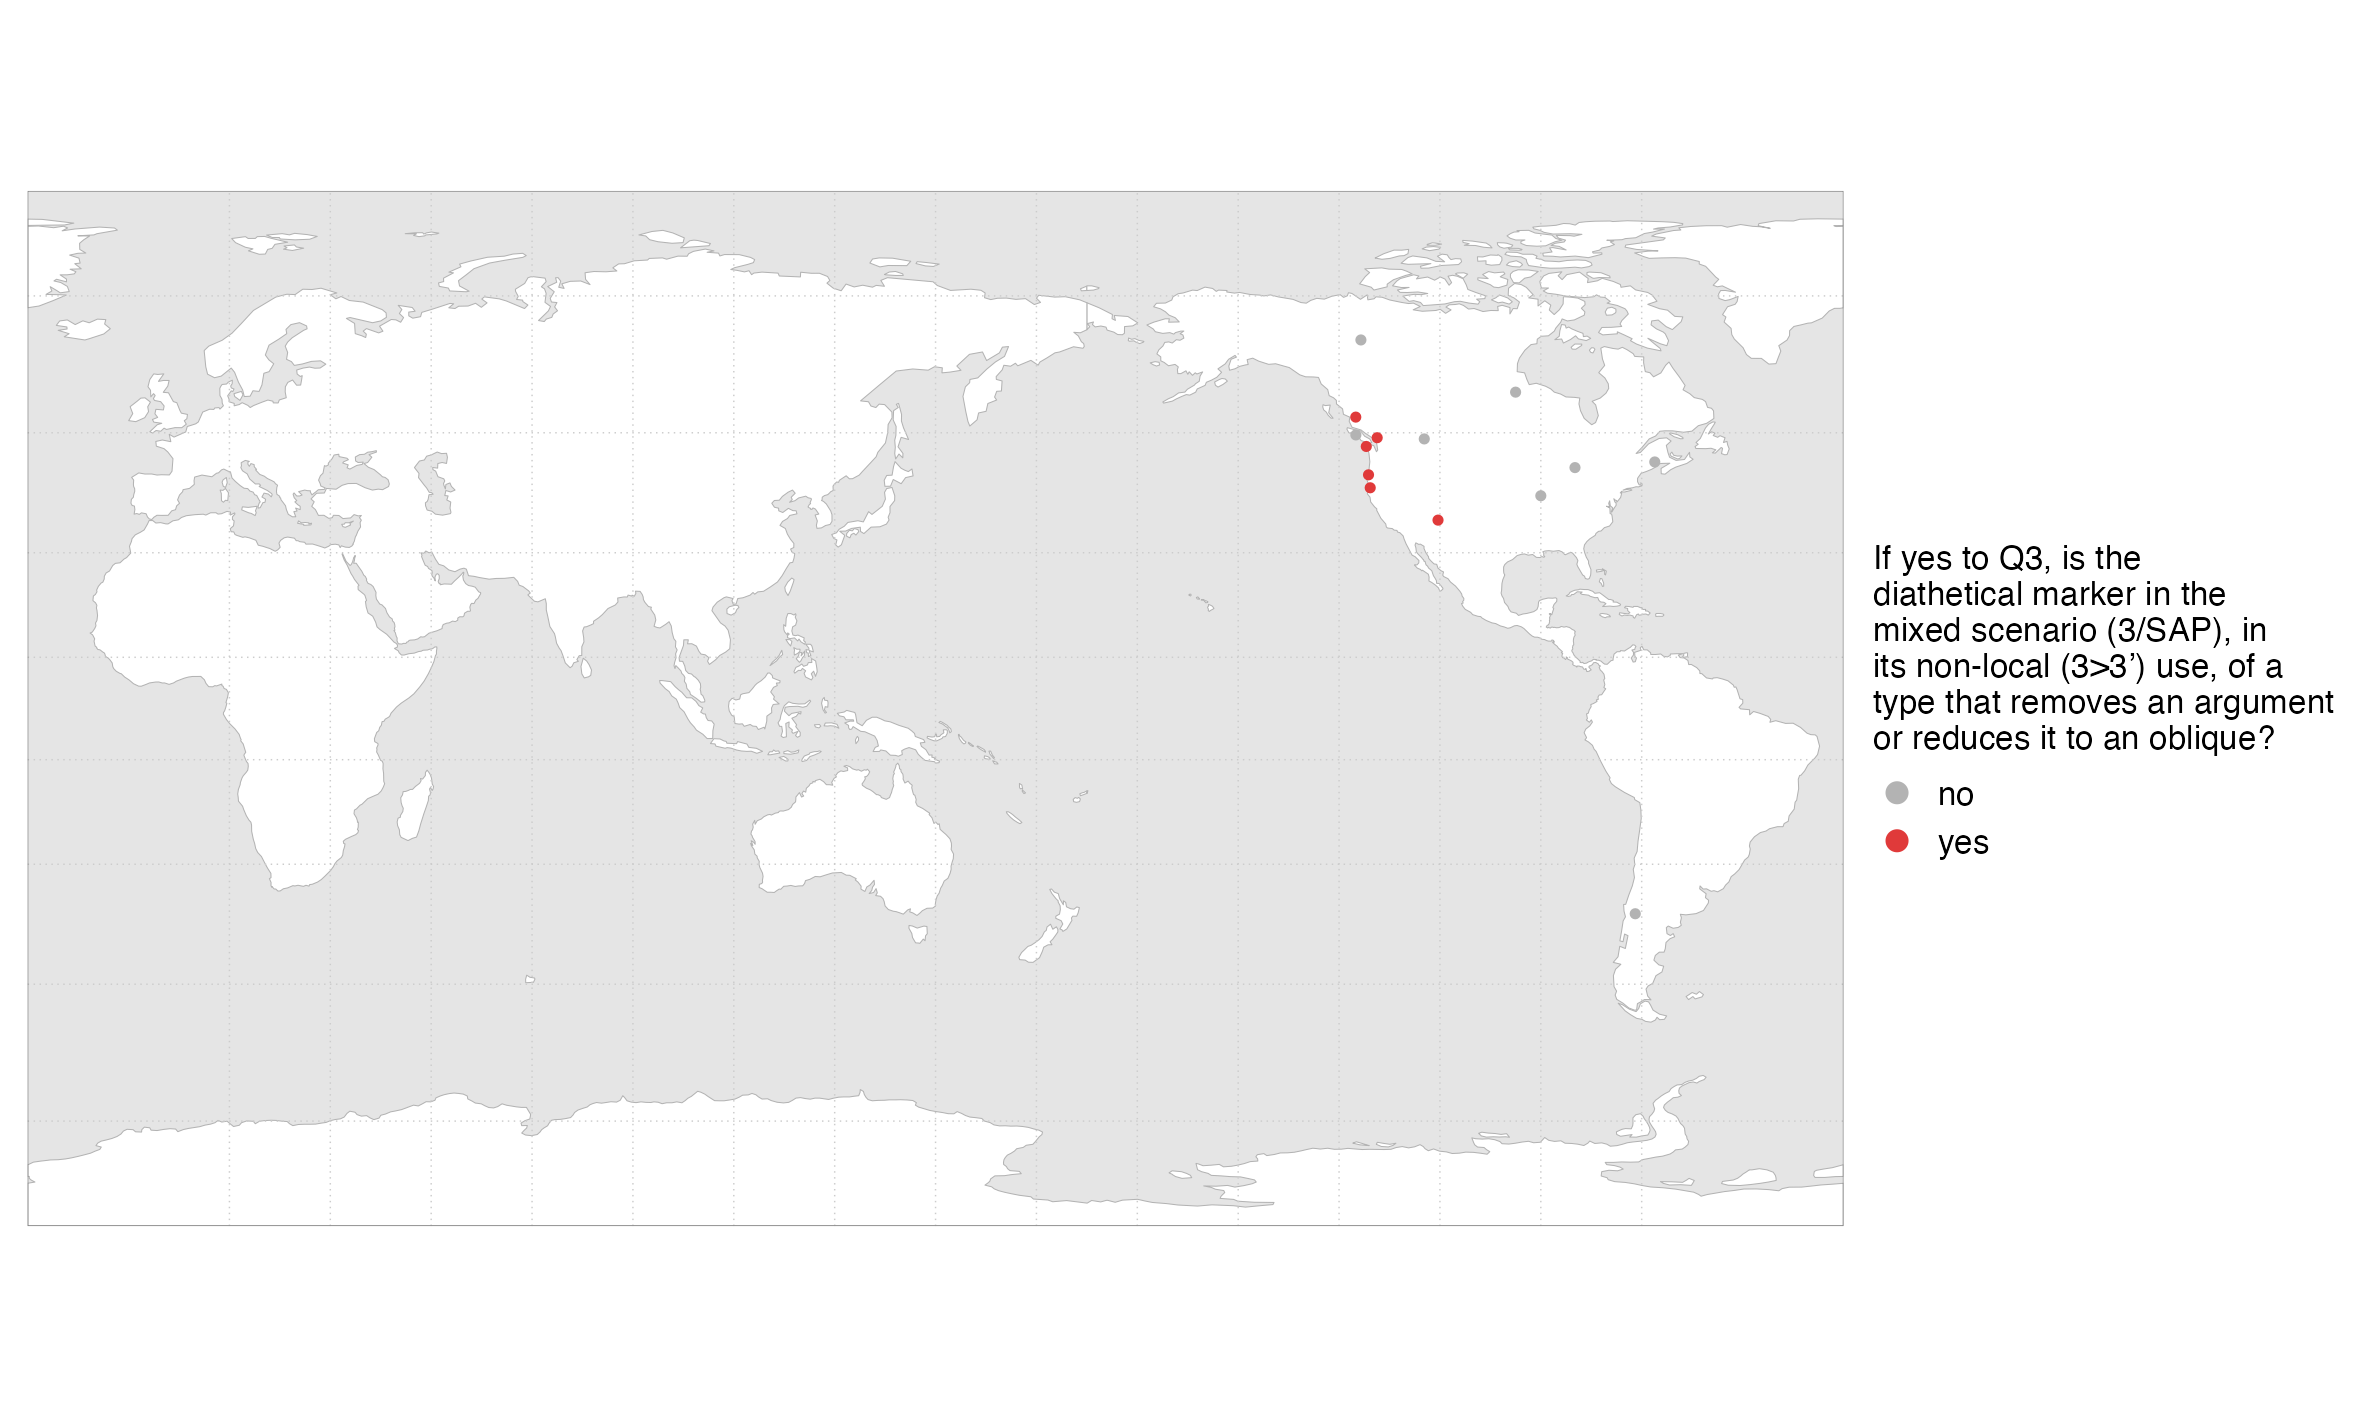 If yes to Q3, is the
diathetical marker in the
mixed scenario (3/SAP), in
its non-local (3>3’) use, of a
type that removes an argument
or reduces it to an oblique?
no
yes